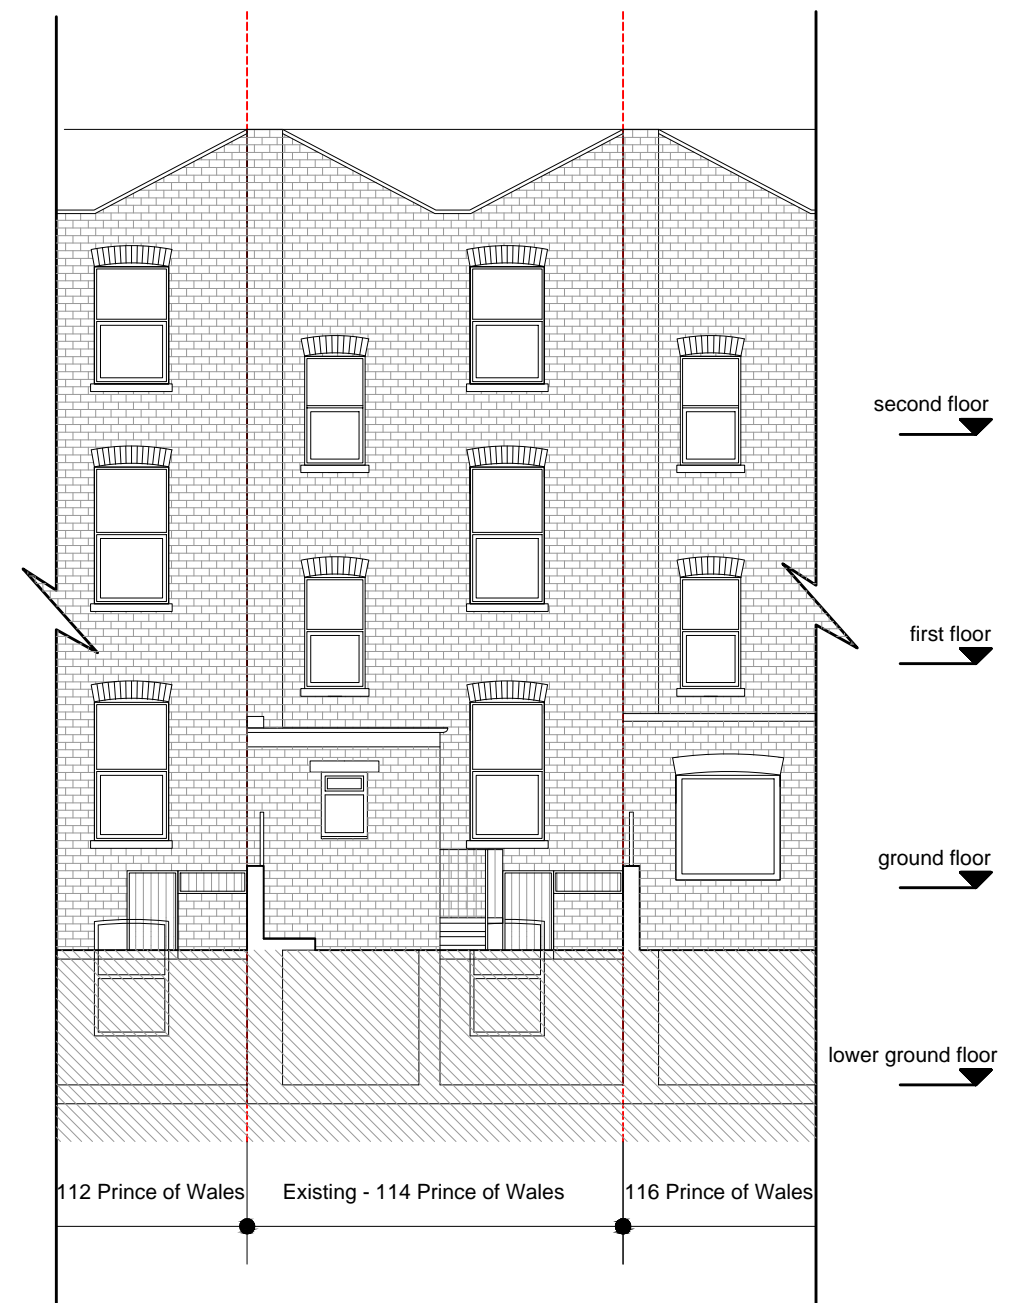 second floor
first floor
ground floor
lower ground floor
112 Prince of Wales
Existing - 114 Prince of Wales
116 Prince of Wales